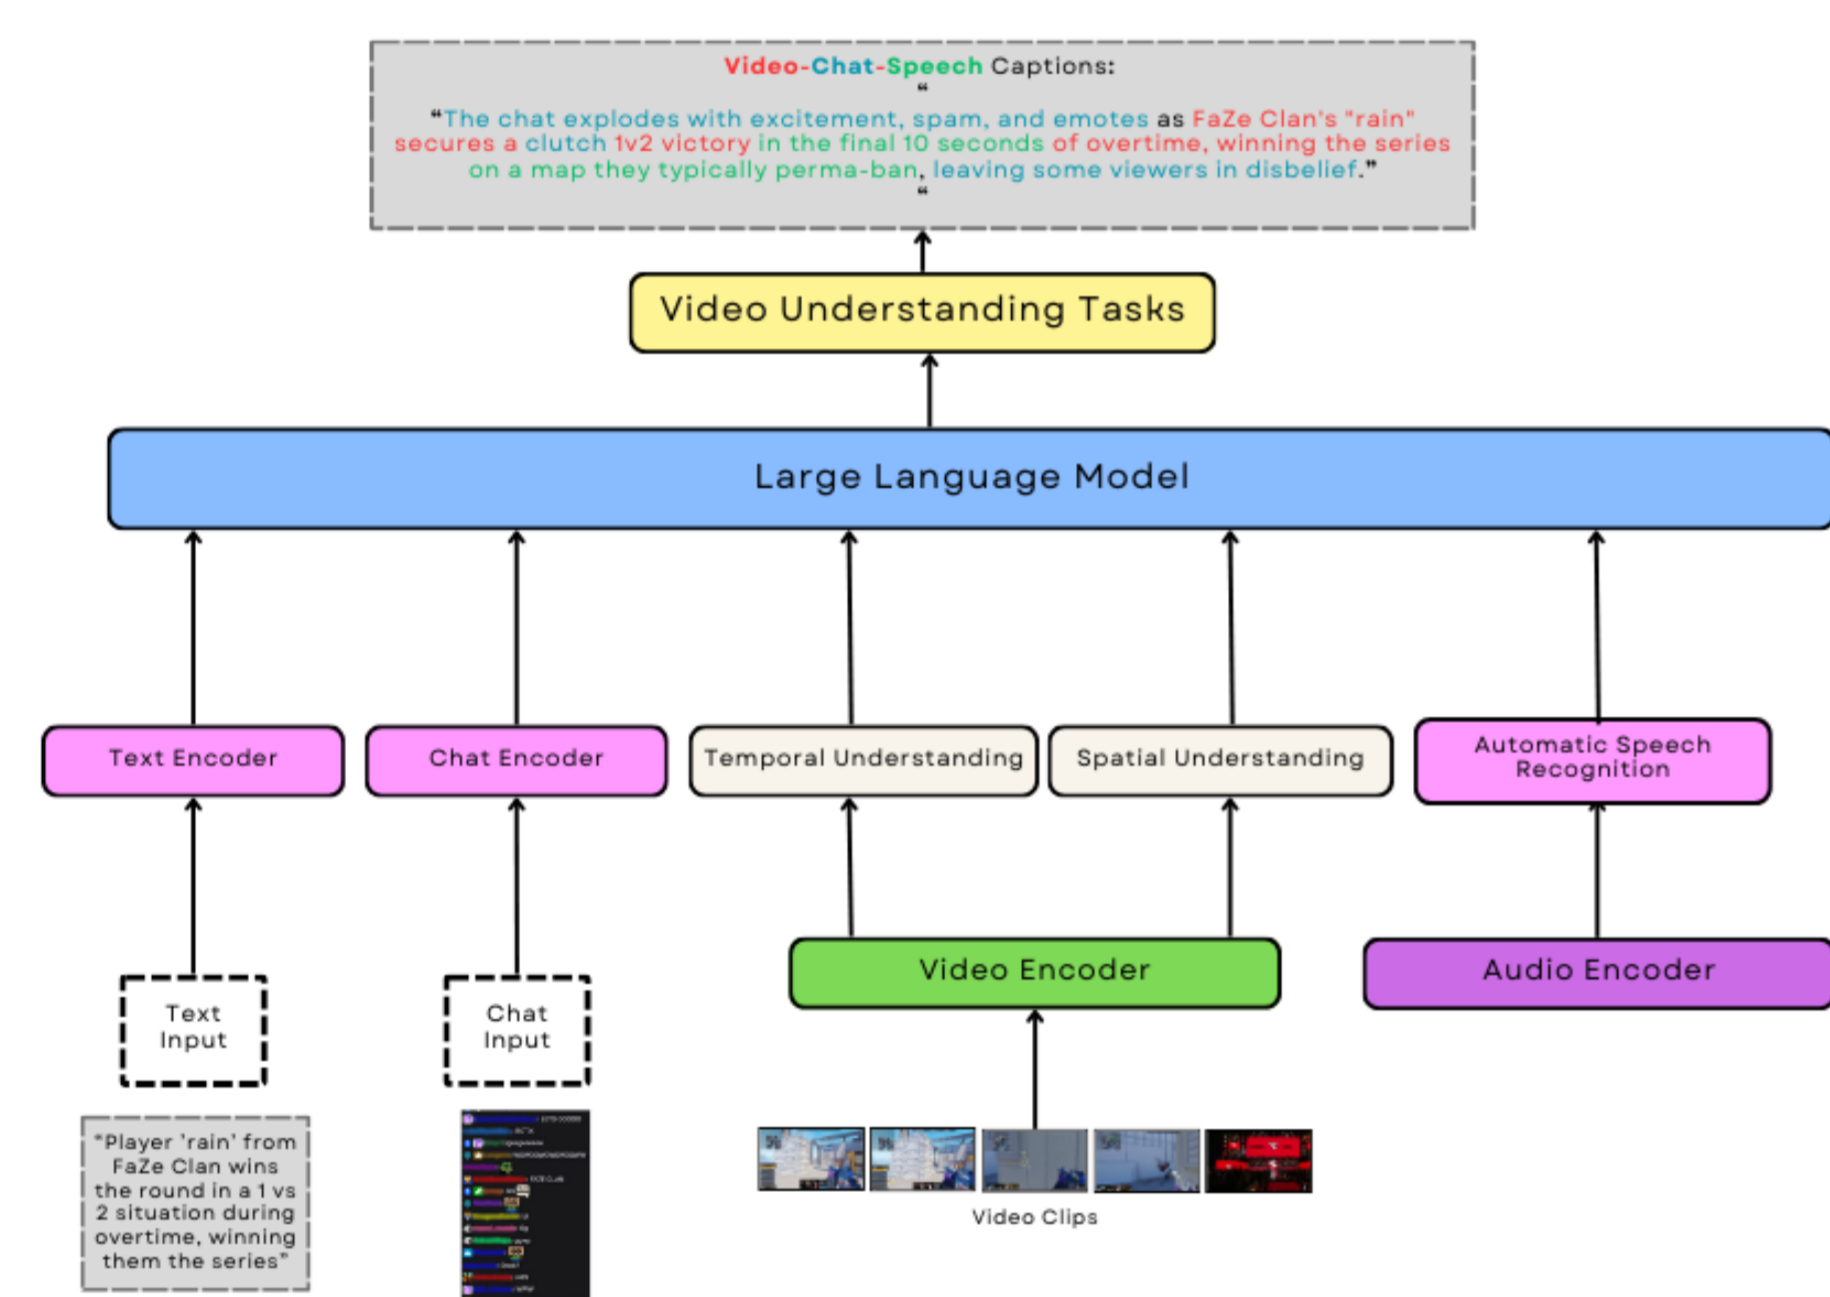 Video-Chat-Speech Captions:
“
“The chat explodes with excitement, spam, and emotes as FaZe Clan's "rain"
secures a clutch 1v2 victory in the final 10 seconds of overtime, winning the series
on a map they typically perma-ban, leaving some viewers in disbelief.”
“
Video Understanding Tasks
Large Language Model
Text Encoder
Chat Encoder
Temporal Understanding
Spatial Understanding
Automatic Speech
Recognition
Video Encoder
Audio Encoder
Text
Input
Chat
Input
“Player 'rain' from
FaZe Clan wins
the round in a 1 vs
2 situation during
overtime, winning
them the series”
Video Clips